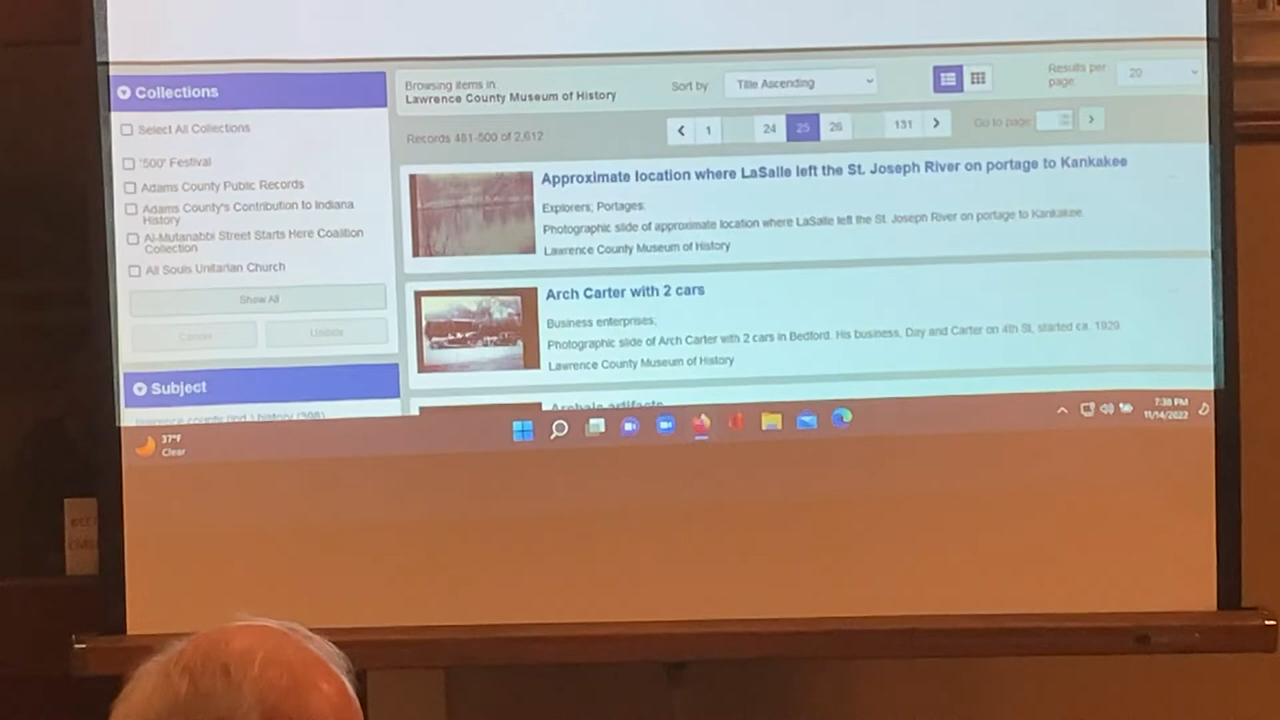 Collections
Select All Collections
'500' Festival
Adams County Public Records
Adams County's Contribution to Indiana
History
Al-Mutanabbi Street Starts Here Coalition
Collection
All Souls Unitarian Church
Show All
Cancel
Update
Subject
Browsing items in:
Lawrence County Museum of History
Sort by
Title Ascending
Results per
page
20
Records 481-500 of 2,612
1
24
25
26
131
Go to page
Approximate location where LaSalle left the St. Joseph River on portage to Kankakee
Explorers; Portages;
Photographic slide of approximate location where LaSalle left the St. Joseph River on portage to Kankakee.
Lawrence County Museum of History
Arch Carter with 2 cars
Business enterprises;
Photographic slide of Arch Carter with 2 cars in Bedford. His business, Day and Carter on 4th St, started ca. 1929.
Lawrence County Museum of History
37°F
Clear
7:38 PM
11/14/2022